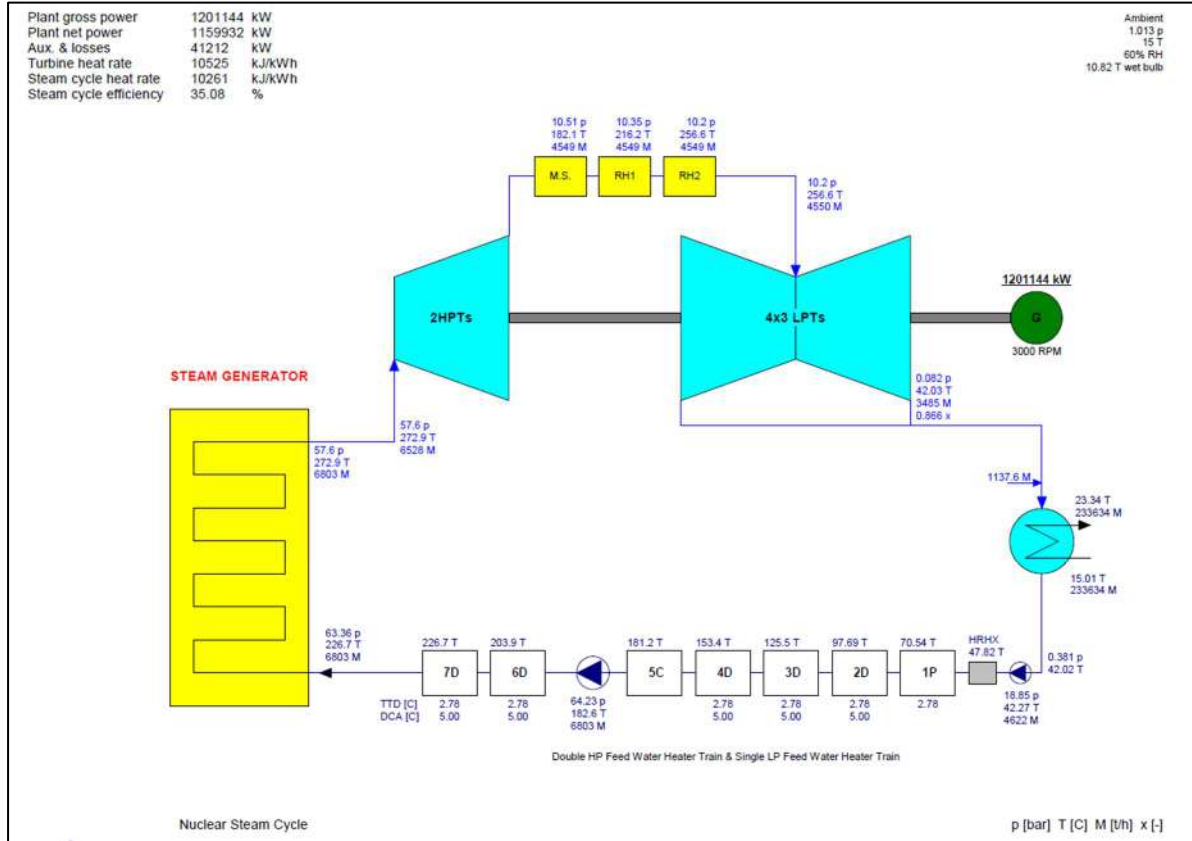 Plant gross power 1201144 kW
Plant net power 1159932 kW
Aux. & losses 41212 kW
Turbine heat rate 10525 kJ/kWh
Steam cycle heat rate 10261 kJ/kWh
Steam cycle efficiency 35.08 %
Ambient
1.013 p
15 T
60% RH
10.82 T wet bulb
10.51 p
182.1 T
4549 M
10.35 p
216.2 T
4549 M
10.2 p
256.6 T
4549 M
M.S.
RH1
RH2
10.2 p
256.6 T
4550 M
2HPTs
4x3 LPTs
1201144 kW
G
3000 RPM
STEAM GENERATOR
57.6 p
272.9 T
6803 M
57.6 p
272.9 T
6528 M
0.082 p
42.03 T
3485 M
0.866 x
1137.6 M
23.34 T
233634 M
15.01 T
233634 M
63.36 p
226.7 T
6803 M
226.7 T
203.9 T
181.2 T
153.4 T
125.5 T
97.69 T
70.54 T
HRHX
47.82 T
0.381 p
42.02 T
7D
6D
5C
4D
3D
2D
1P
TTD [C] 2.78 2.78 2.78 2.78 2.78 2.78
DCA [C] 5.00 5.00 5.00 5.00 5.00
64.23 p
182.6 T
6803 M
18.85 p
42.27 T
4622 M
Double HP Feed Water Heater Train & Single LP Feed Water Heater Train
Nuclear Steam Cycle
p [bar] T [C] M [t/h] x [-]